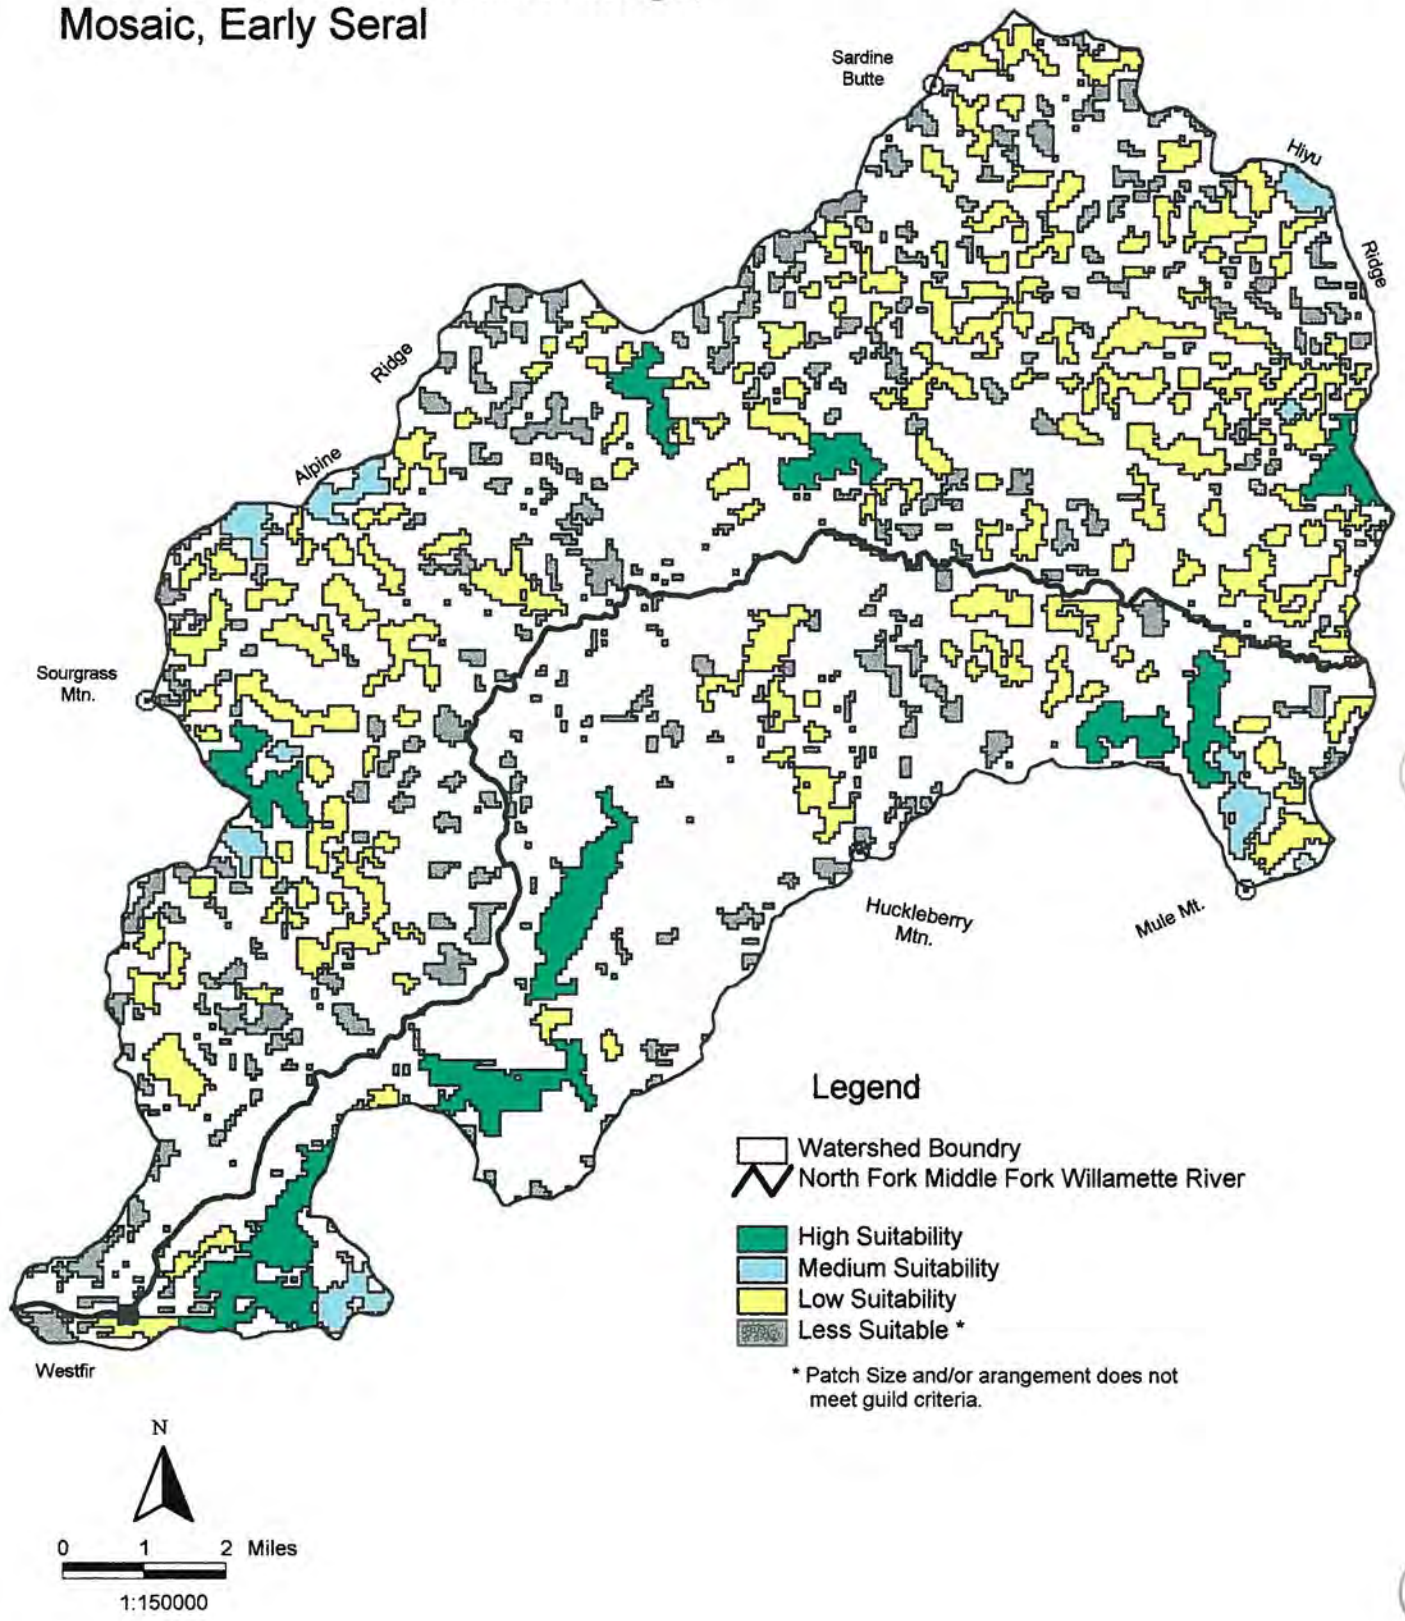 Mosaic, Early Seral
Sardine
Butte
Hiyu
Ridge
Ridge
Alpine
Sourgrass
Mtn.
Huckleberry
Mtn.
Mule Mt.
Legend
Watershed Boundry
North Fork Middle Fork Willamette River
High Suitability
Medium Suitability
Low Suitability
Less Suitable *
* Patch Size and/or arangement does not
meet guild criteria.
Westfir
N
0 1 2 Miles
1:150000